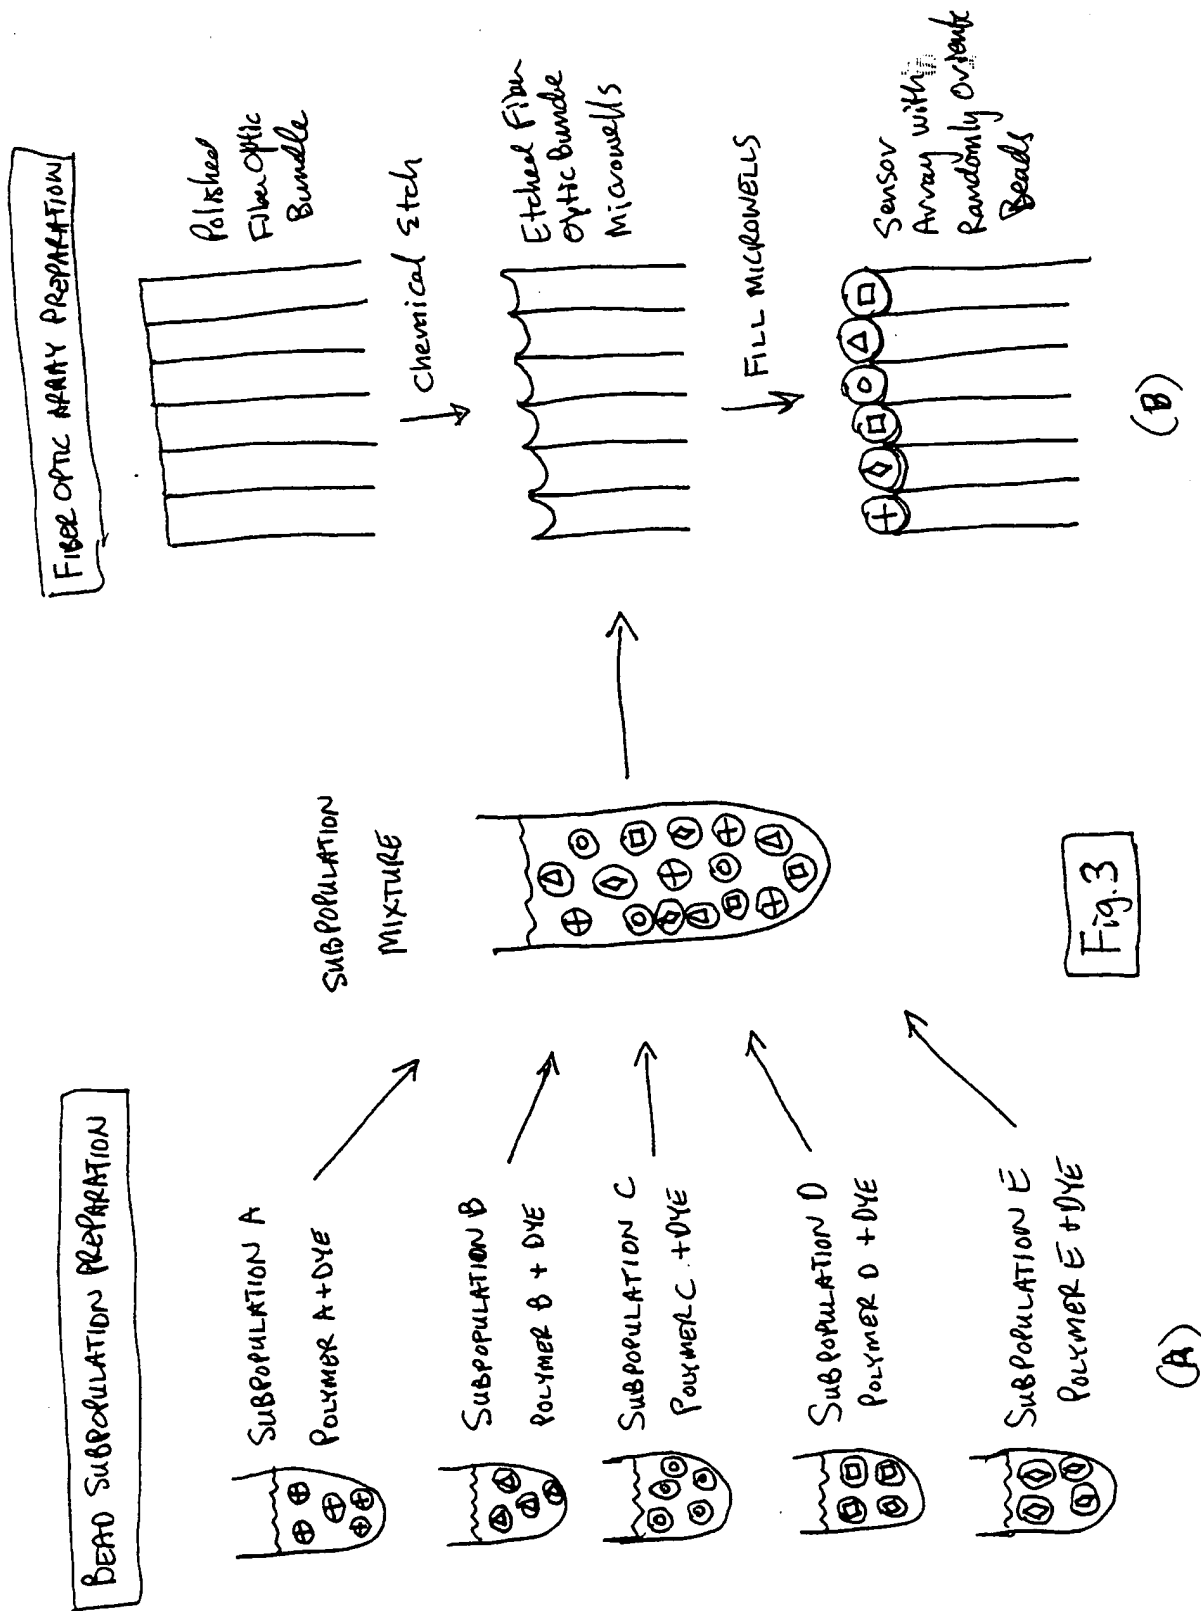 BEAD SUBPOPULATION PREPARATION
SUBPOPULATION A
POLYMER A + DYE
SUBPOPULATION B
POLYMER B + DYE
SUBPOPULATION C
POLYMER C + DYE
SUBPOPULATION D
POLYMER D + DYE
SUBPOPULATION E
POLYMER E + DYE
(A)
SUBPOPULATION
MIXTURE
Fig. 3
FIBER OPTIC ARRAY PREPARATION
Polished
Fiber Optic
Bundle
Chemical Etch
Etched Fiber
Optic Bundle
Microwells
FILL MICROWELLS
Sensor
Array with
Randomly
Beads
(B)